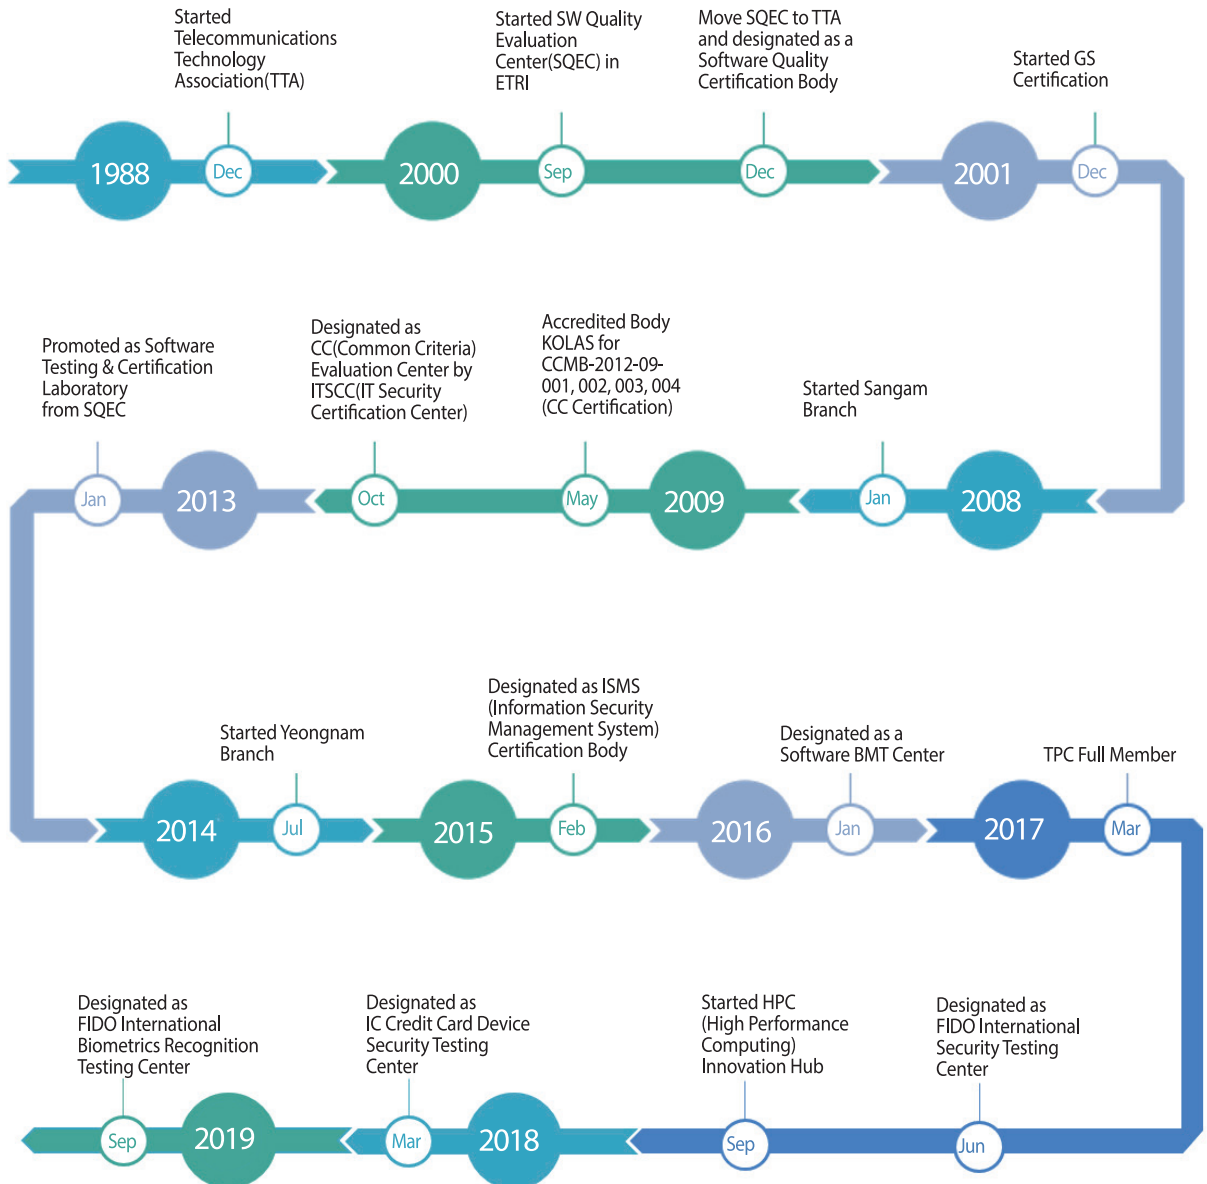 Started
Telecommunications
Technology
Association(TTA)
Started SW Quality
Evaluation
Center(SQEC) in
ETRI
Move SQEC to TTA
and designated as a
Software Quality
Certification Body
Started GS
Certification
1988
Dec
2000
Sep
Dec
2001
Dec
Promoted as Software
Testing & Certification
Laboratory
from SQEC
Designated as
CC(Common Criteria)
Evaluation Center by
ITSCC(IT Security
Certification Center)
Accredited Body
KOLAS for
CCMB-2012-09-
001, 002, 003, 004
(CC Certification)
Started Sangam
Branch
Jan
2013
Oct
May
2009
Jan
2008
Started Yeongnam
Branch
Designated as ISMS
(Information Security
Management System)
Certification Body
Designated as a
Software BMT Center
TPC Full Member
2014
Jul
2015
Feb
2016
Jan
2017
Mar
Designated as
FIDO International
Biometrics Recognition
Testing Center
Designated as
IC Credit Card Device
Security Testing
Center
Started HPC
(High Performance
Computing)
Innovation Hub
Designated as
FIDO International
Security Testing
Center
Sep
2019
Mar
2018
Sep
Jun